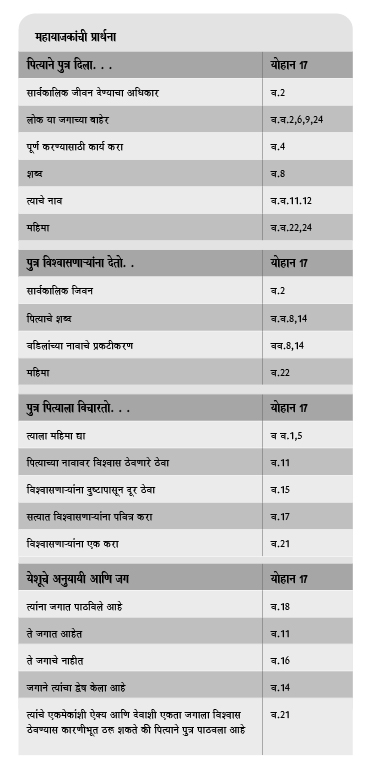 महायाजकांची प्रार्थना
पित्याने पुत्र दिला. . . योहान 17
सार्वकालिक जीवन देण्याचा अधिकार व.2
लोक या जगाच्या बाहेर व.व.2,6,9,24
पूर्ण करण्यासाठी कार्य करा व.4
शब्ब व.8
त्याचे नाव व.व.11.12
महिमा व.व.22,24
पुत्र विश्वासणाऱ्यांना देतो. . योहान 17
सार्वकालिक जिवन व.2
पित्याचे शब्ब व.व.8,14
वडिलांच्या नावाचे प्रकटीकरण वव.8,14
महिमा व.22
पुत्र पित्याला विचारतो. . . योहान 17
त्याला महिमा द्या व व.1,5
पित्याच्या नावावर विश्वास ठेवणारे ठेवा व.11
विश्वासणाऱ्यांना दुष्टापासून दूर ठेवा व.15
सत्यात विश्वासणाऱ्यांना पवित्र करा व.17
विश्वासणाऱ्यांना एक करा व.21
येशूचे अनुयायी आणि जग योहान 17
त्यांना जगात पाठविले आहे व.18
ते जगात आहेत व.11
ते जगाचे नाहीत व.16
जगाने त्यांचा द्वेष केला आहे व.14
त्यांचे एकमेकांशी ऐक्य आणि देवाशी एकता जगाला विश्वास व.21
ठेवण्यास कारणीभूत ठरू शकते की पित्याने पुत्र पाठवला आहे